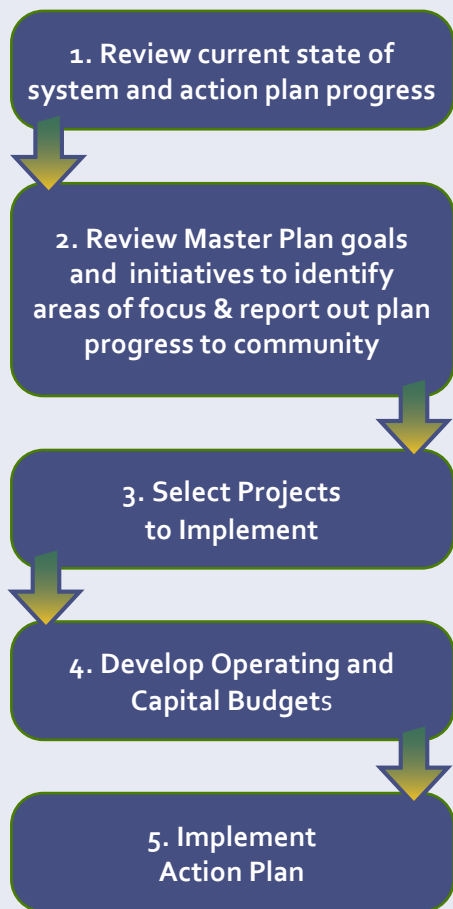 1. Review current state of
system and action plan progress
2. Review Master Plan goals
and initiatives to identify
areas of focus & report out plan
progress to community
3. Select Projects
to Implement
4. Develop Operating and
Capital Budgets
5. Implement
Action Plan